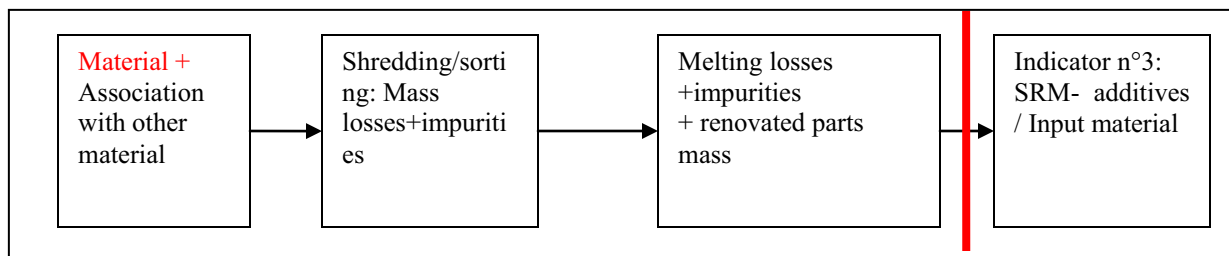 Material +
Association
with other
material
Shredding/sorti
ng: Mass
losses+impuriti
es
Melting losses
+impurities
+ renovated parts
mass
Indicator n°3:
SRM- additives
/ Input material